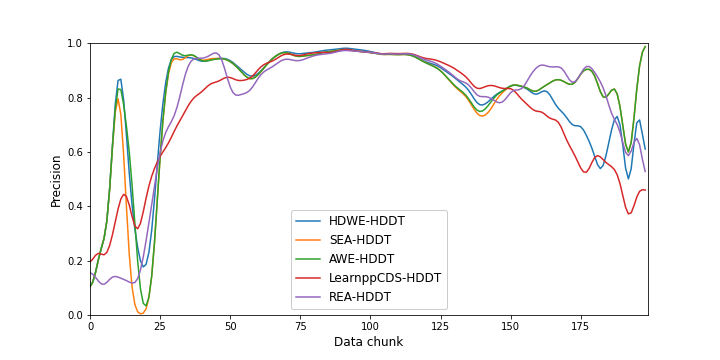 1.0
0.8
0.6
0.4
0.2
0.0
Precision
HDWE-HDDT
SEA-HDDT
AWE-HDDT
LearnppCDS-HDDT
REA-HDDT
0 25 50 75 100 125 150 175
Data chunk